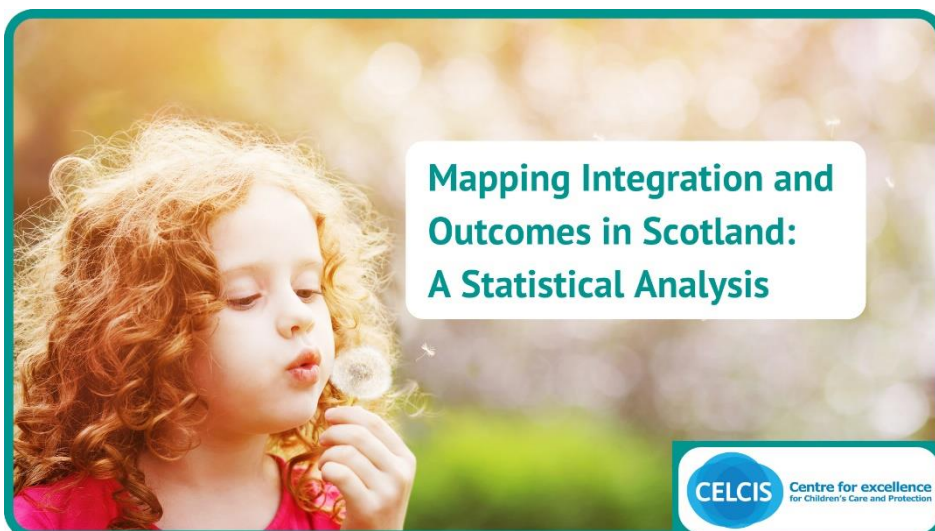 Mapping Integration and
Outcomes in Scotland:
A Statistical Analysis
CELCIS
Centre for excellence
for Children's Care and Protection